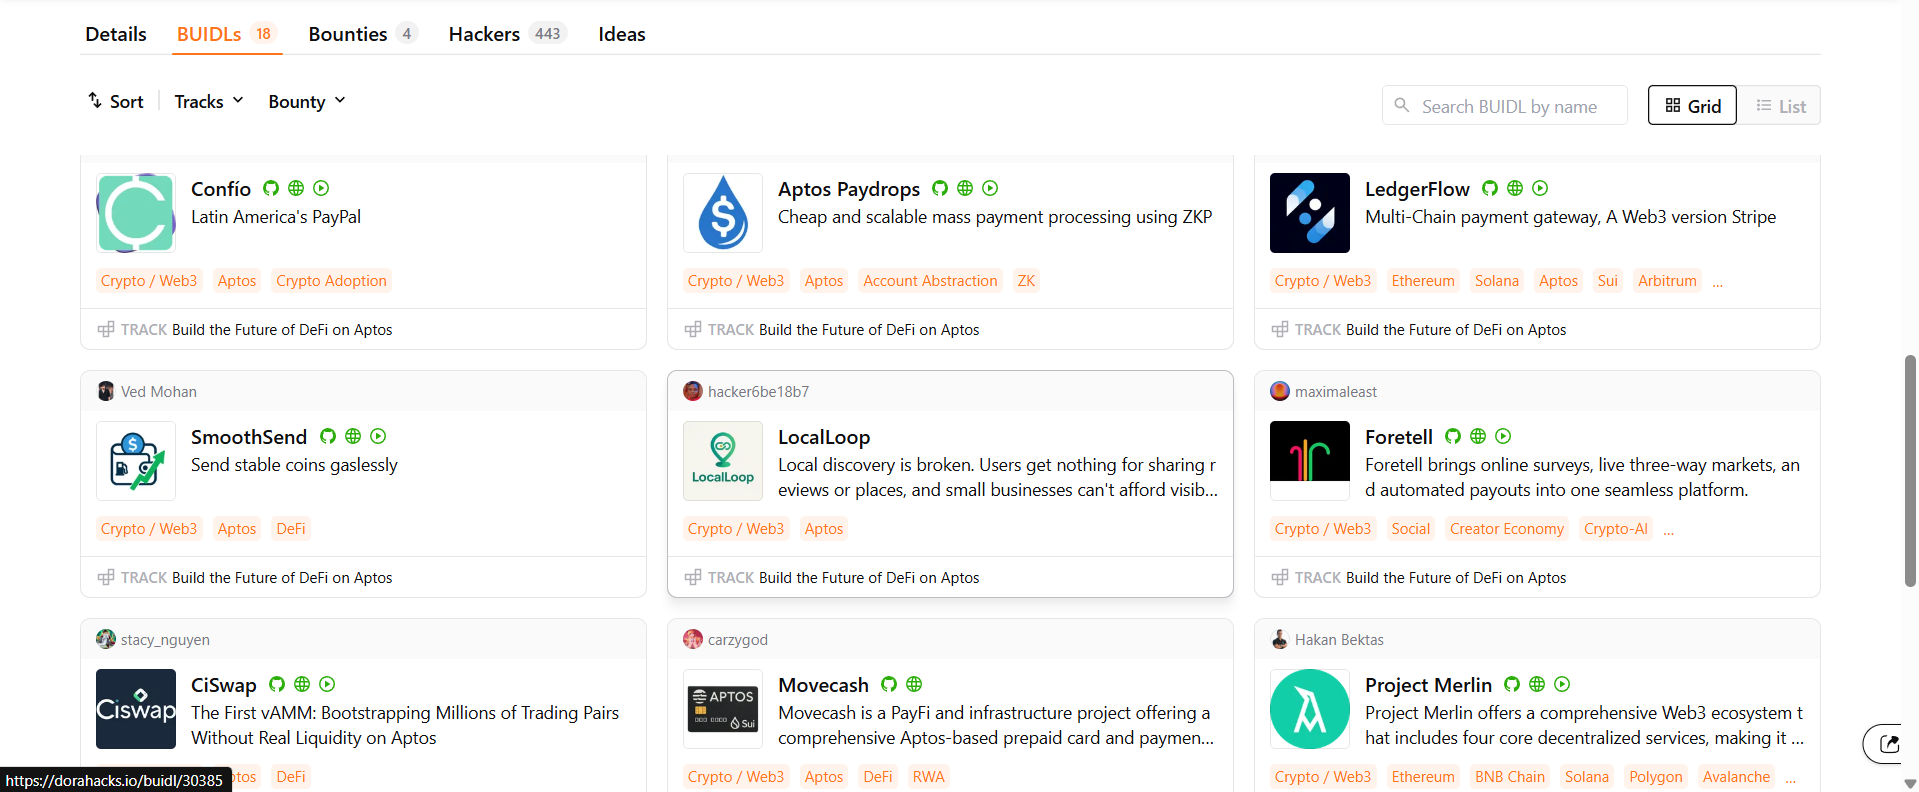 Details BUIDLs 18 Bounties 4 Hackers 443 Ideas
Sort Tracks Bounty Search BUIDL by name Grid List
Confío
Latin America's PayPal
Crypto / Web3 Aptos Crypto Adoption
TRACK Build the Future of DeFi on Aptos
Aptos Paydrops
Cheap and scalable mass payment processing using ZKP
Crypto / Web3 Aptos Account Abstraction ZK
TRACK Build the Future of DeFi on Aptos
LedgerFlow
Multi-Chain payment gateway, A Web3 version Stripe
Crypto / Web3 Ethereum Solana Aptos Sui Arbitrum ...
TRACK Build the Future of DeFi on Aptos
Ved Mohan
SmoothSend
Send stable coins gaslessly
Crypto / Web3 Aptos DeFi
TRACK Build the Future of DeFi on Aptos
hacker6be18b7
LocalLoop
LocalLoop
Local discovery is broken. Users get nothing for sharing r
eviews or places, and small businesses can't afford visib...
Crypto / Web3 Aptos
TRACK Build the Future of DeFi on Aptos
maximaleast
Foretell
Foretell brings online surveys, live three-way markets, an
d automated payouts into one seamless platform.
Crypto / Web3 Social Creator Economy Crypto-AI ...
TRACK Build the Future of DeFi on Aptos
stacy_nguyen
Ciswap
CiSwap
The First vAMM: Bootstrapping Millions of Trading Pairs
Without Real Liquidity on Aptos
ptos DeFi
carzygod
APTOS
Sui
Movecash
Movecash is a PayFi and infrastructure project offering a
comprehensive Aptos-based prepaid card and paymen...
Crypto / Web3 Aptos DeFi RWA
Hakan Bektas
Project Merlin
Project Merlin offers a comprehensive Web3 ecosystem t
hat includes four core decentralized services, making it ...
Crypto / Web3 Ethereum BNB Chain Solana Polygon Avalanche ...
https://dorahacks.io/buidl/30385